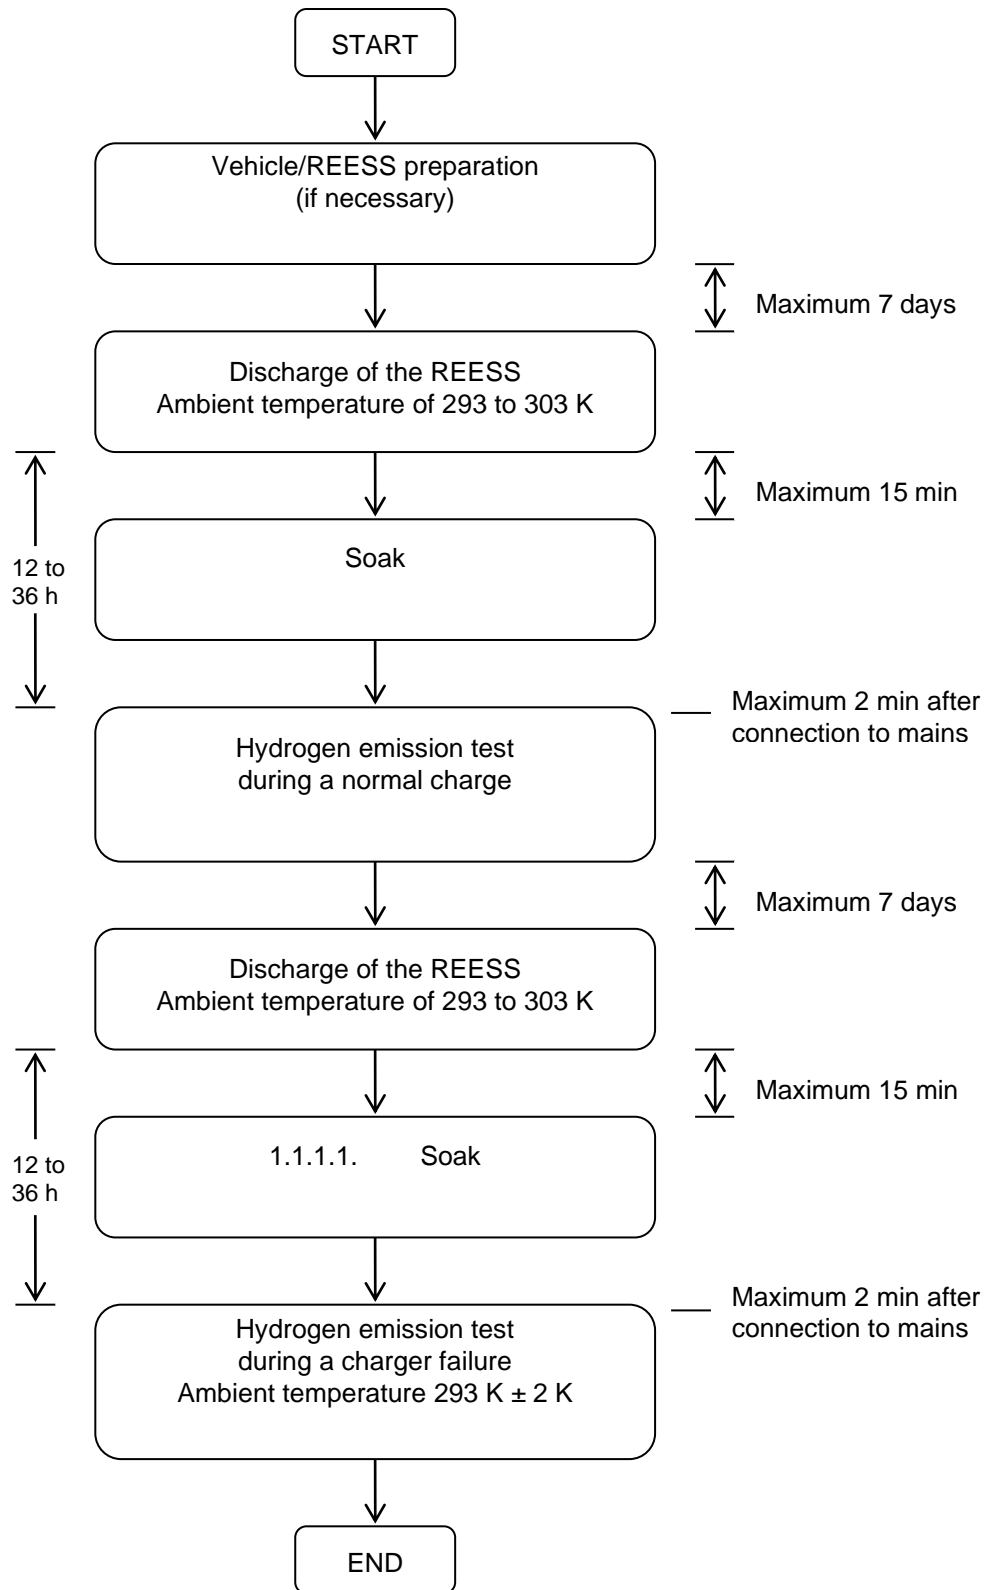 START
Vehicle/REESS preparation
(if necessary)
Maximum 7 days
Discharge of the REESS
Ambient temperature of 293 to 303 K
Maximum 15 min
12 to
36 h
Soak
Maximum 2 min after
connection to mains
Hydrogen emission test
during a normal charge
Maximum 7 days
Discharge of the REESS
Ambient temperature of 293 to 303 K
Maximum 15 min
12 to
36 h
1.1.1.1. Soak
Maximum 2 min after
connection to mains
Hydrogen emission test
during a charger failure
Ambient temperature 293 K ± 2 K
END